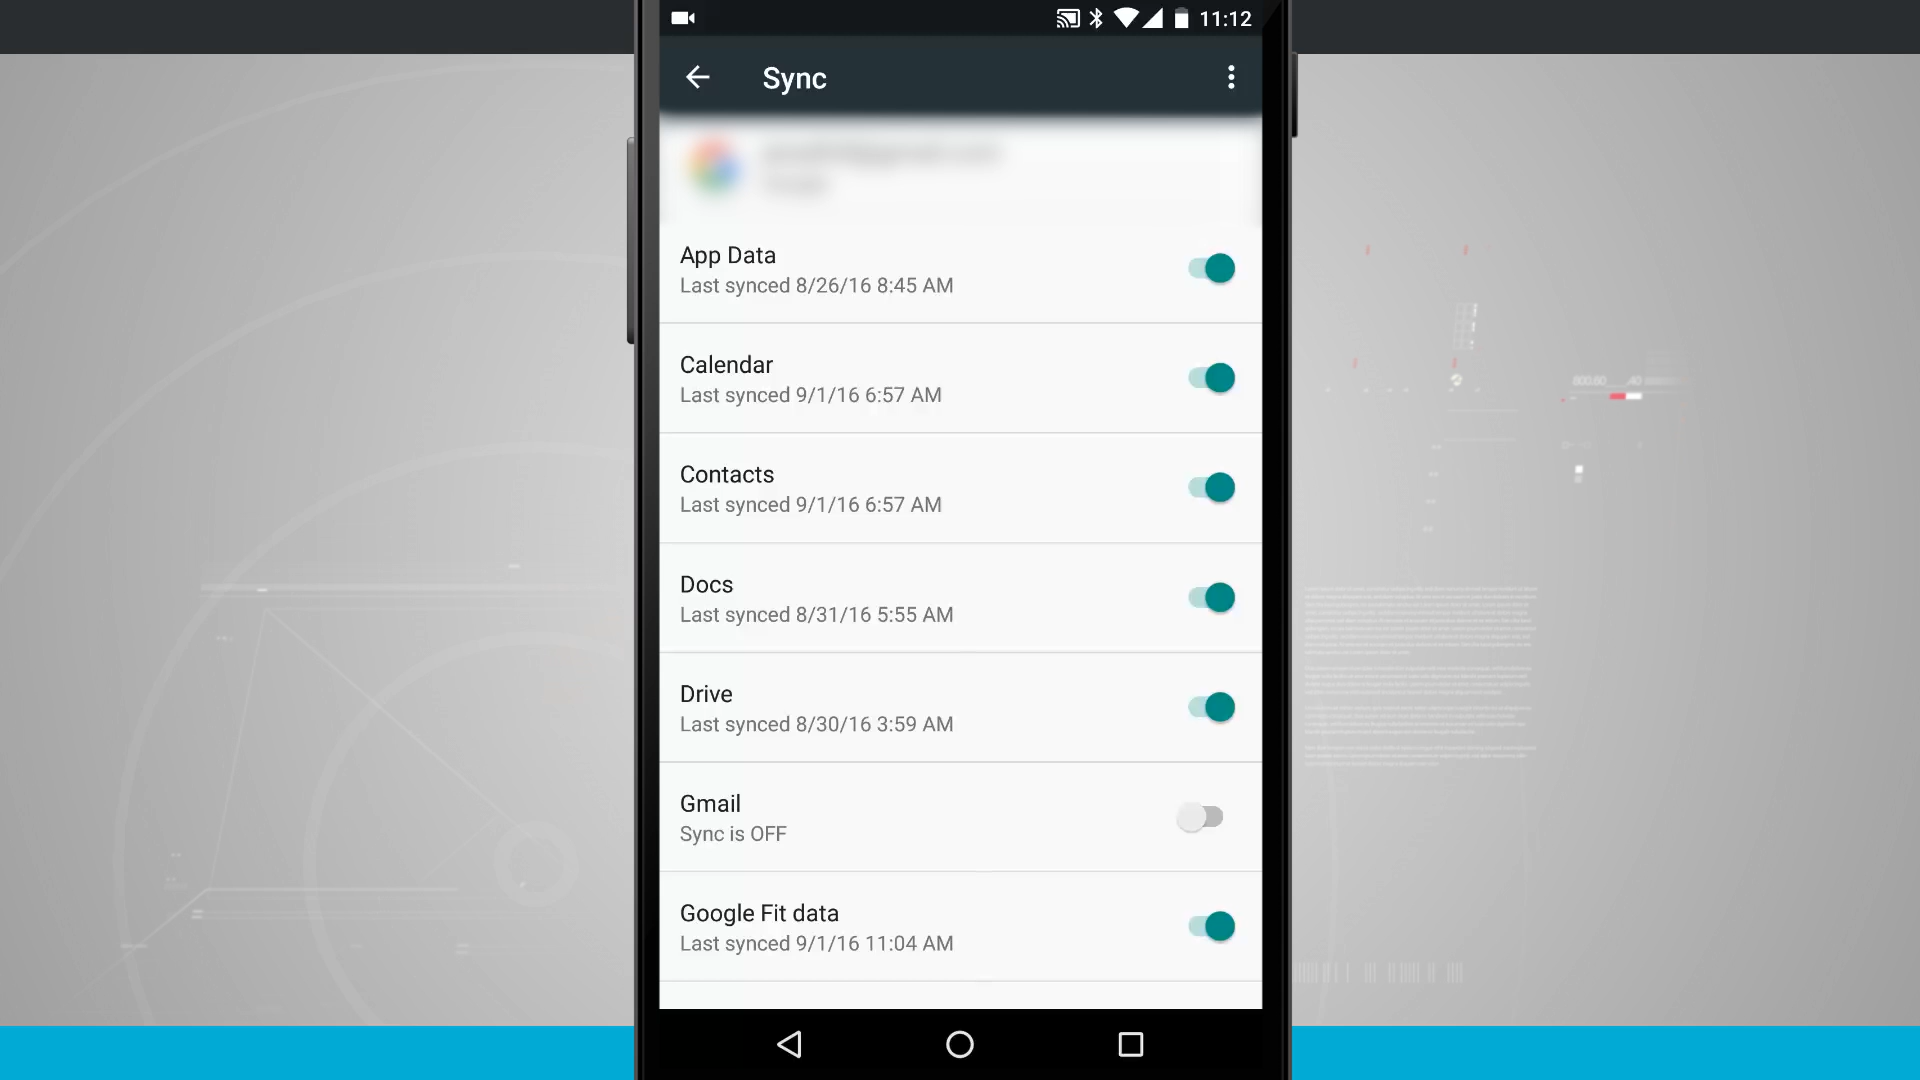 11:12
Sync
App Data
Last synced 8/26/16 8:45 AM
Calendar
Last synced 9/1/16 6:57 AM
Contacts
Last synced 9/1/16 6:57 AM
Docs
Last synced 8/31/16 5:55 AM
Drive
Last synced 8/30/16 3:59 AM
Gmail
Sync is OFF
Google Fit data
Last synced 9/1/16 11:04 AM